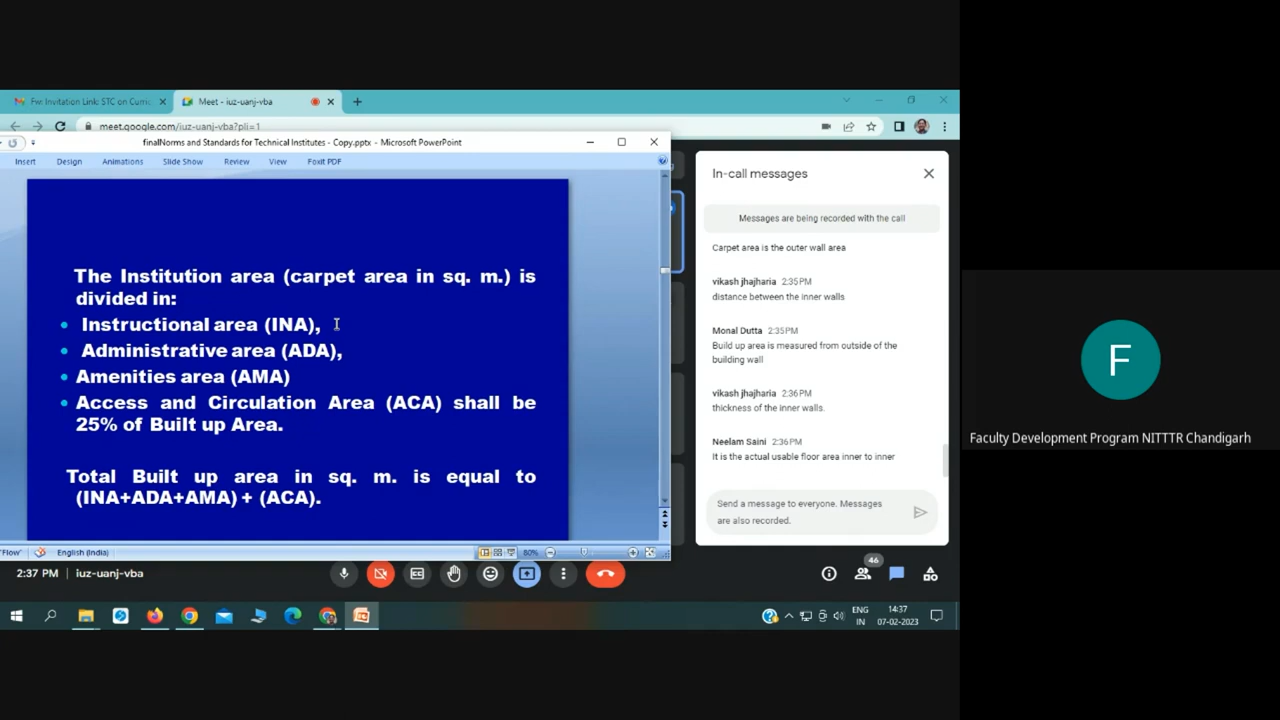 Fw: Invitation Link: STC on Curric
Meet - iuz-uanj-vba
meet.google.com/iuz-uanj-vba?pli=1
finalNorms and Standards for Technical Institutes - Copy.pptx - Microsoft PowerPoint
Insert Design Animations Slide Show Review View Foxit PDF
The Institution area (carpet area in sq. m.) is
divided in:
• Instructional area (INA),
• Administrative area (ADA),
• Amenities area (AMA)
• Access and Circulation Area (ACA) shall be
25% of Built up Area.
Total Built up area in sq. m. is equal to
(INA+ADA+AMA) + (ACA).
"Flow" English (India) 80%
In-call messages
Messages are being recorded with the call
Carpet area is the outer wall area
vikash jhajharia 2:35 PM
distance between the inner walls
Monal Dutta 2:35 PM
Build up area is measured from outside of the
building wall
vikash jhajharia 2:36 PM
thickness of the inner walls.
Neelam Saini 2:36 PM
It is the actual usable floor area inner to inner
Send a message to everyone. Messages
are also recorded.
2:37 PM | iuz-uanj-vba
46
ENG
IN
14:37
07-02-2023
F
Faculty Development Program NITTTR Chandigarh